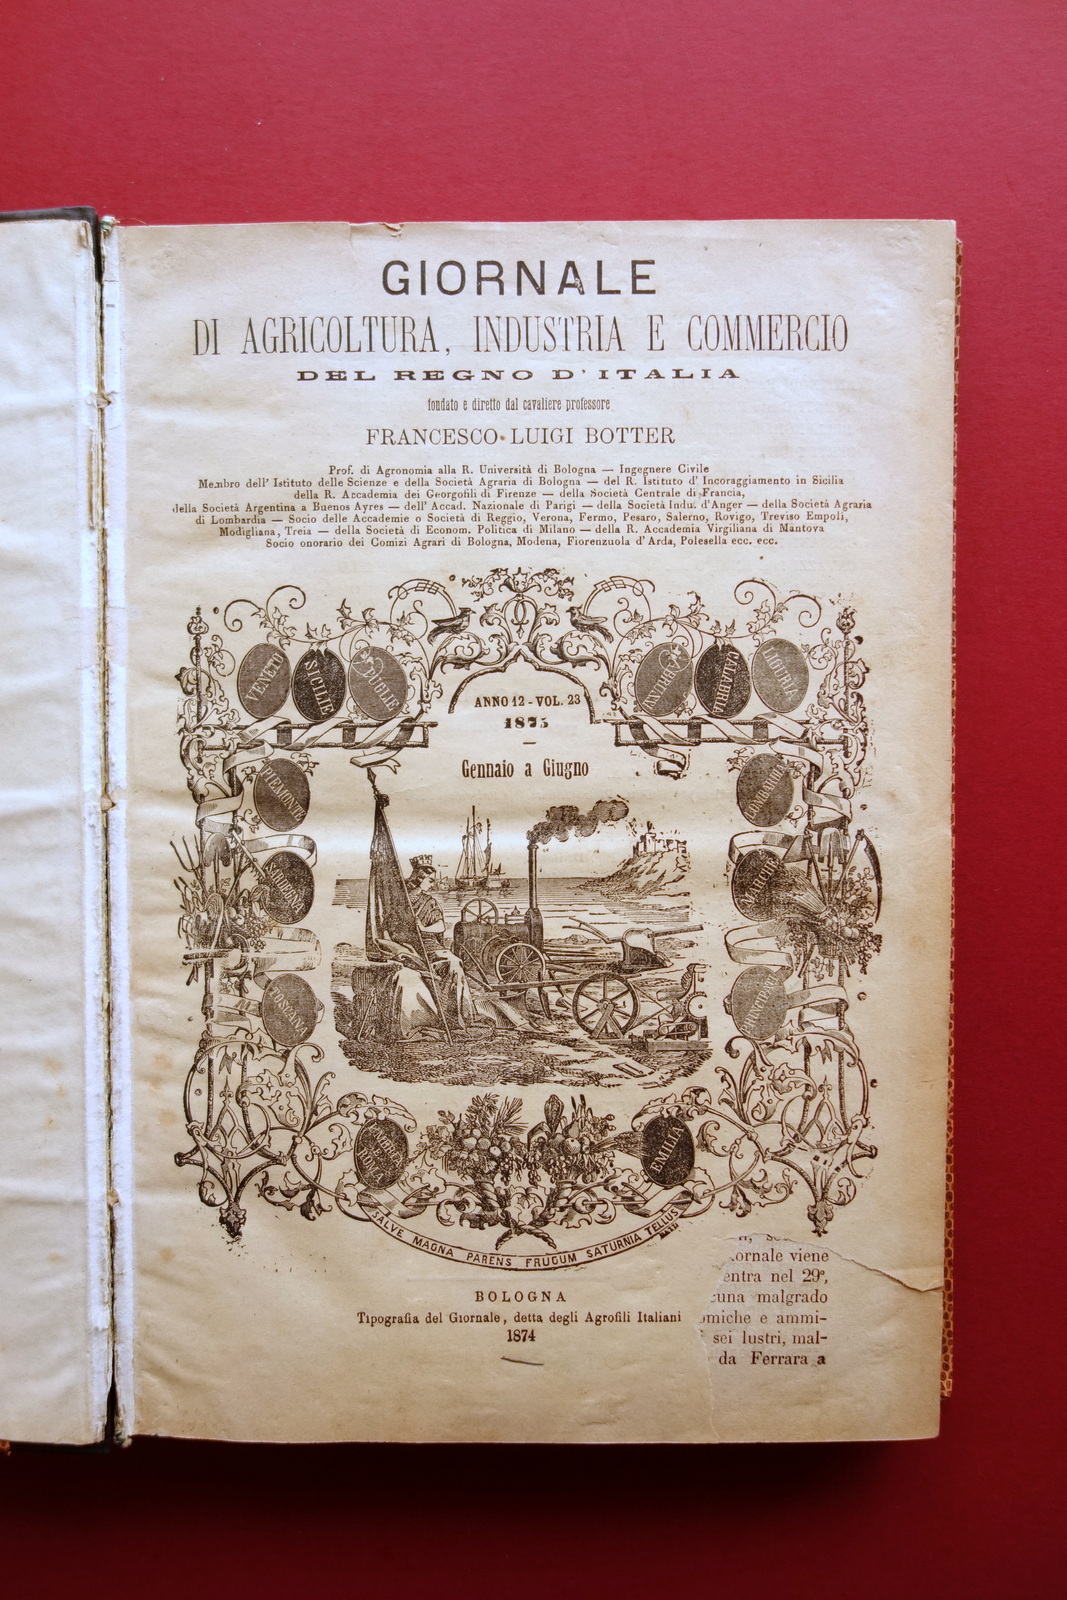 GIORNALE
DI AGRICOLTURA, INDUSTRIA E COMMERCIO
DEL REGNO D'ITALIA
fondato e diretto dal cavaliere professore
FRANCESCO LUIGI BOTTER
Prof. di Agronomia alla R. Università di Bologna — Ingegnere Civile
Membro dell' Istituto delle Scienze e della Società Agraria di Bologna — del R. Istituto d' Incoraggiamento in Sicilia
della R. Accademia dei Georgofili di Firenze — della Società Centrale di Francia,
della Società Argentina a Buenos Ayres — dell' Accad. Nazionale di Parigi — della Società Indu. d'Anger — della Società Agraria
di Lombardia — Socio delle Accademie o Società di Reggio, Verona, Fermo, Pesaro, Salerno, Rovigo, Treviso Empoli,
Modigliana, Treia — della Società di Econom. Politica di Milano — della R. Accademia Virgiliana di Mantova
Socio onorario dei Comizi Agrari di Bologna, Modena, Fiorenzuola d' Arda, Polesella ecc. ecc.
VENETO
SICILIE
PUGLIE
CALABRIA
LIGURIA
ANNO 12 - VOL. 23
1875
Gennaio a Giugno
PIEMONTE
LOMBARDIA
SARDEGNA
MARCHE
TOSCANA
PRINCIPATI
EMILIA
SALVE MAGNA PARENS FRUGUM SATURNIA TELLUS
ornale viene
entra nel 29°,
cuna malgrado
omiche e ammi-
sei lustri, mal-
da Ferrara a
BOLOGNA
Tipografia del Giornale, detta degli Agrofili Italiani
1874